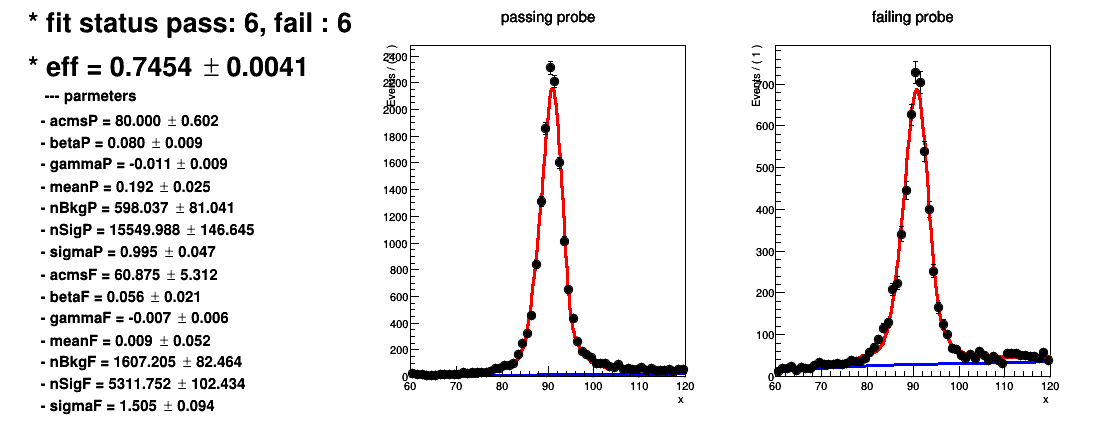 * fit status pass: 6, fail : 6
* eff = 0.7454 ± 0.0041
--- parmeters
- acmsP = 80.000 ± 0.602
- betaP = 0.080 ± 0.009
- gammaP = -0.011 ± 0.009
- meanP = 0.192 ± 0.025
- nBkgP = 598.037 ± 81.041
- nSigP = 15549.988 ± 146.645
- sigmaP = 0.995 ± 0.047
- acmsF = 60.875 ± 5.312
- betaF = 0.056 ± 0.021
- gammaF = -0.007 ± 0.006
- meanF = 0.009 ± 0.052
- nBkgF = 1607.205 ± 82.464
- nSigF = 5311.752 ± 102.434
- sigmaF = 1.505 ± 0.094
passing probe
Events / ( 1 )
2400
2200
2000
1800
1600
1400
1200
1000
800
600
400
200
0
60 70 80 90 100 110 120
x
failing probe
Events / ( 1 )
700
600
500
400
300
200
100
0
60 70 80 90 100 110 120
x